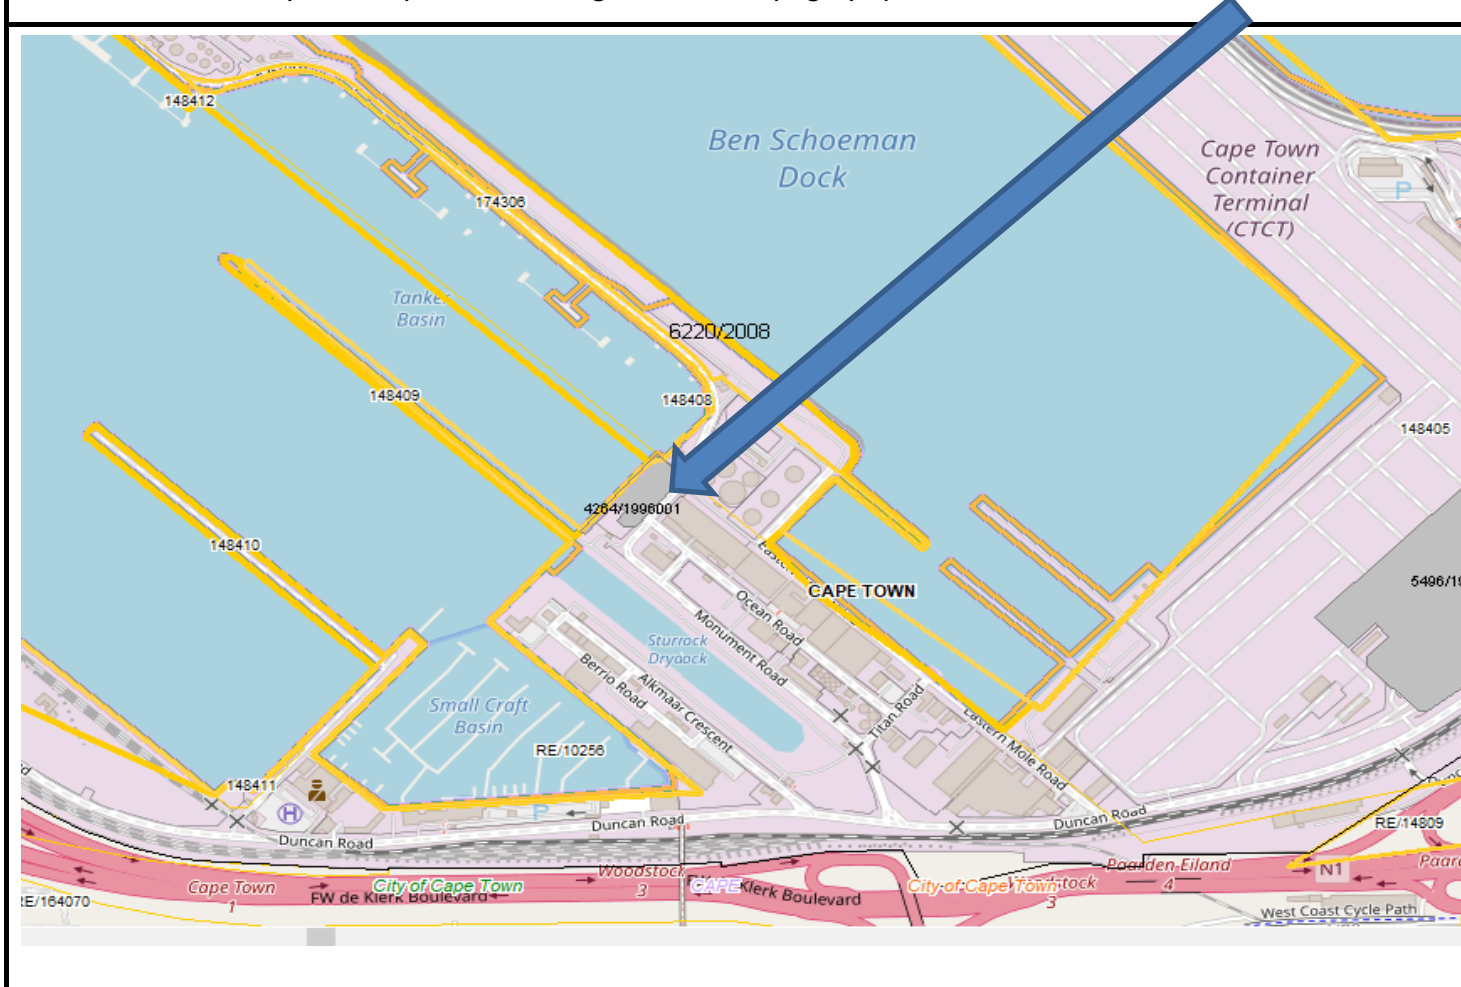 148412
Ben Schoeman
Dock
Cape Town
Container
Terminal
(CTCT)
P
174306
Tanker
Basin
6220/2008
148409
148408
148405
4264/1996001
148410
5496/19
CAPE TOWN
Ocean Road
Monument Road
Sturrock
Drydock
Berrio Road
Alkmaar Crescent
Titan Road
Small Craft
Basin
RE/10256
Eastern Mole Road
148411
H
P
Duncan Road
Duncan Road
Duncan Road
RE/14809
Woodstock
3
Paarden Eiland
4
N1
Cape Town
1
City of Cape Town
CAPE
City of Cape Town
3
FW de Klerk Boulevard
Klerk Boulevard
West Coast Cycle Path